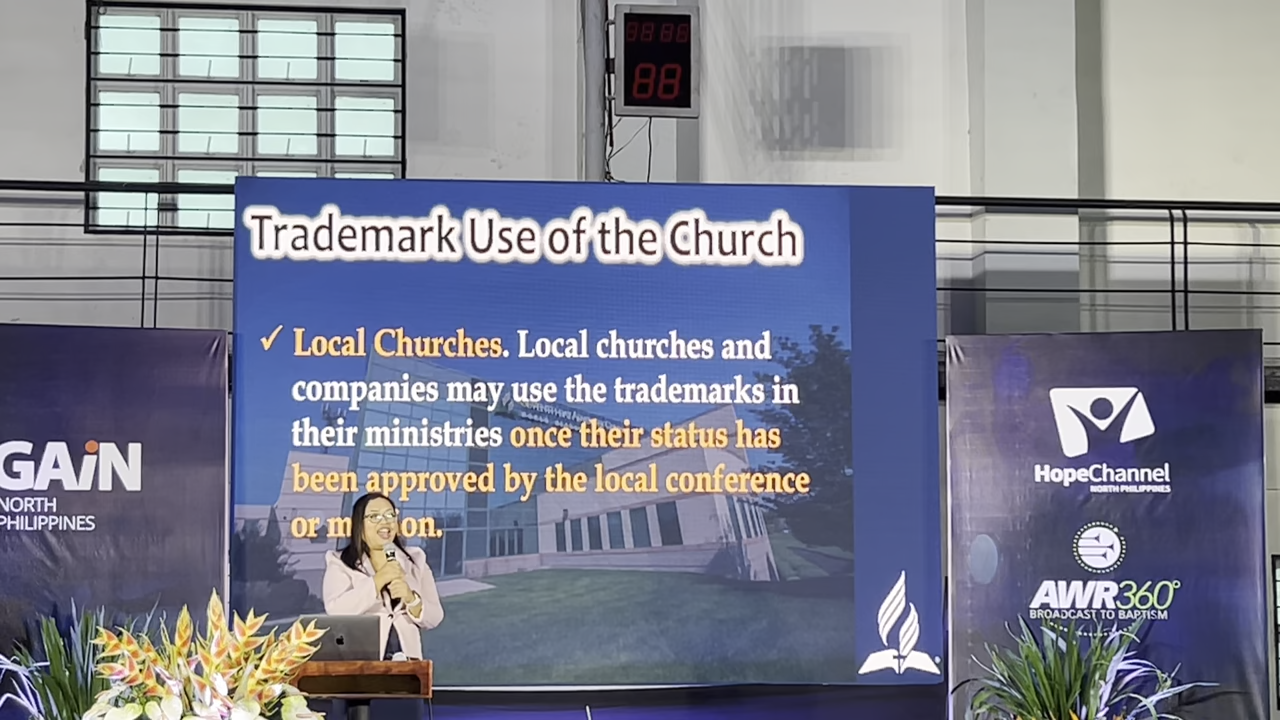 88
Trademark Use of the Church
✓ Local Churches. Local churches and
companies may use the trademarks in
their ministries once their status has
been approved by the local conference
or m on.
GAiN
NORTH
PHILIPPINES
HopeChannel
NORTH PHILIPPINES
AWR360°
BROADCAST TO BAPTISM